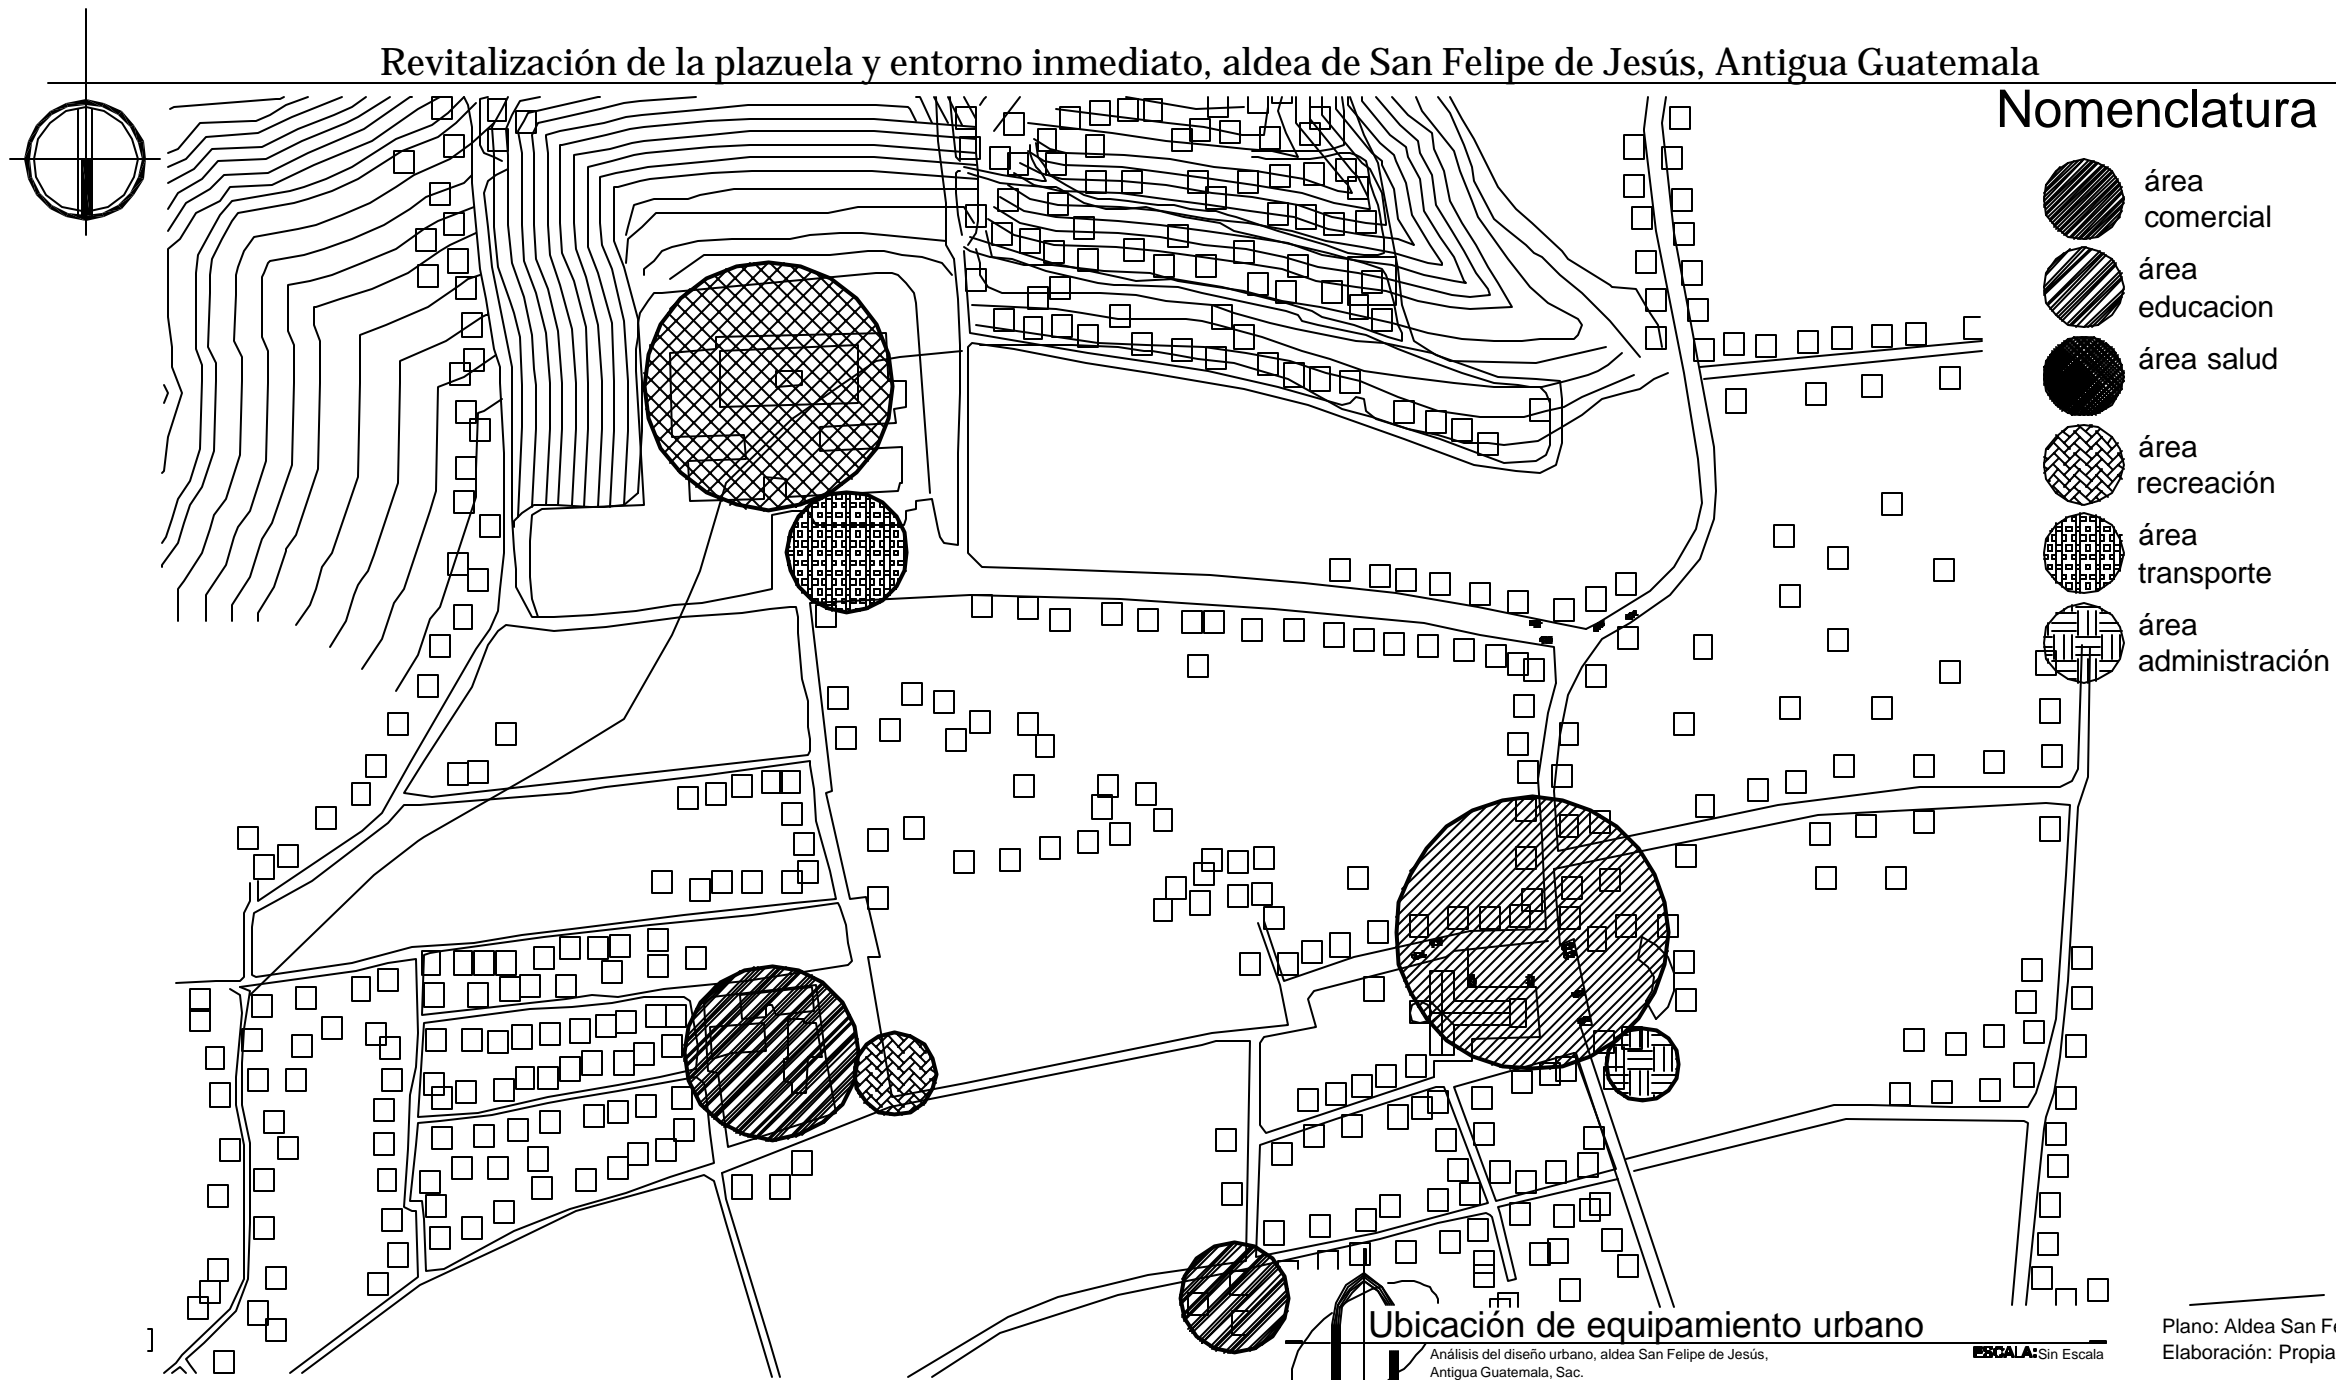 Revitalización de la plazuela y entorno inmediato, aldea de San Felipe de Jesús, Antigua Guatemala
Nomenclatura
área
comercial
área
educacion
área salud
área
recreación
área
transporte
área
administración
Ubicación de equipamiento urbano
Análisis del diseño urbano, aldea San Felipe de Jesús,
Antigua Guatemala, Sac.
ESCALA: Sin Escala
Plano: Aldea San Fe
Elaboración: Propia